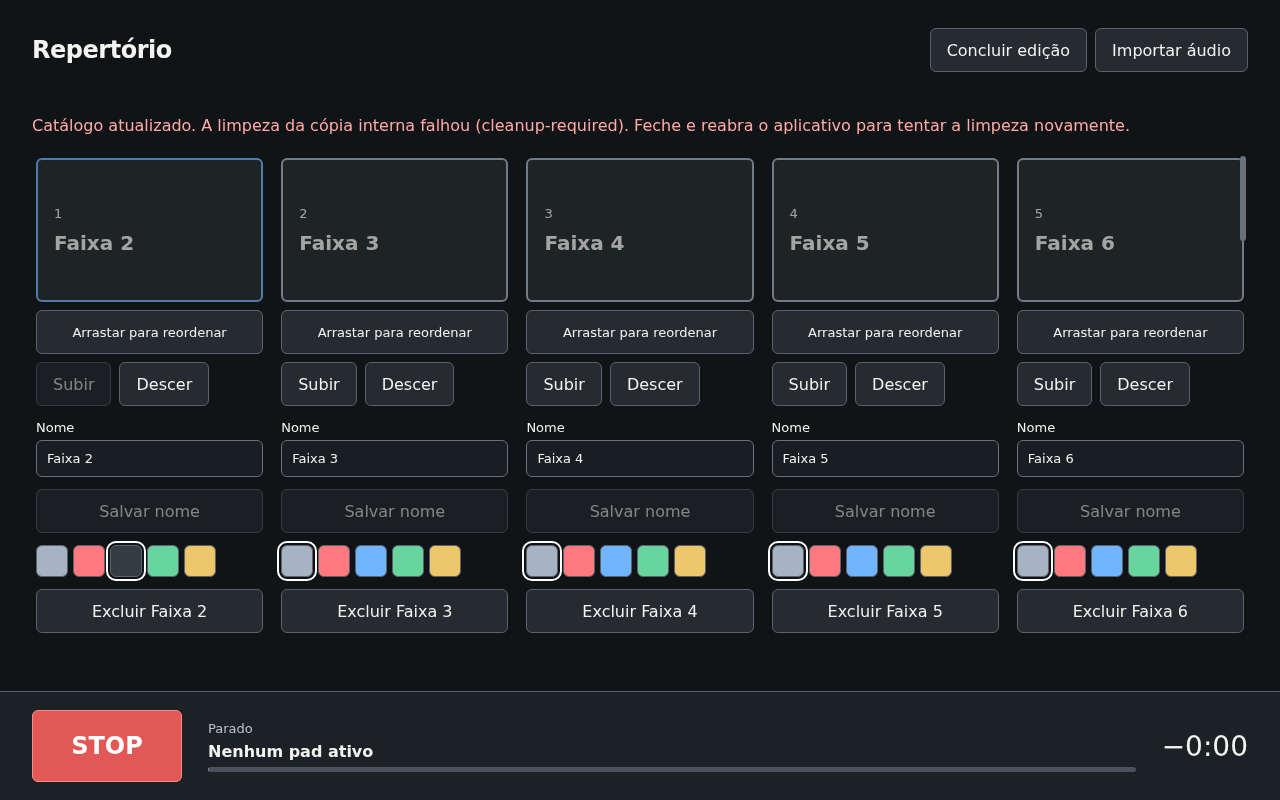 Repertório
Concluir edição
Importar áudio
Catálogo atualizado. A limpeza da cópia interna falhou (cleanup-required). Feche e reabra o aplicativo para tentar a limpeza novamente.
1
Faixa 2
2
Faixa 3
3
Faixa 4
4
Faixa 5
5
Faixa 6
Arrastar para reordenar
Arrastar para reordenar
Arrastar para reordenar
Arrastar para reordenar
Arrastar para reordenar
Subir
Descer
Subir
Descer
Subir
Descer
Subir
Descer
Subir
Descer
Nome
Nome
Nome
Nome
Nome
Faixa 2
Faixa 3
Faixa 4
Faixa 5
Faixa 6
Salvar nome
Salvar nome
Salvar nome
Salvar nome
Salvar nome
Excluir Faixa 2
Excluir Faixa 3
Excluir Faixa 4
Excluir Faixa 5
Excluir Faixa 6
STOP
Parado
Nenhum pad ativo
−0:00